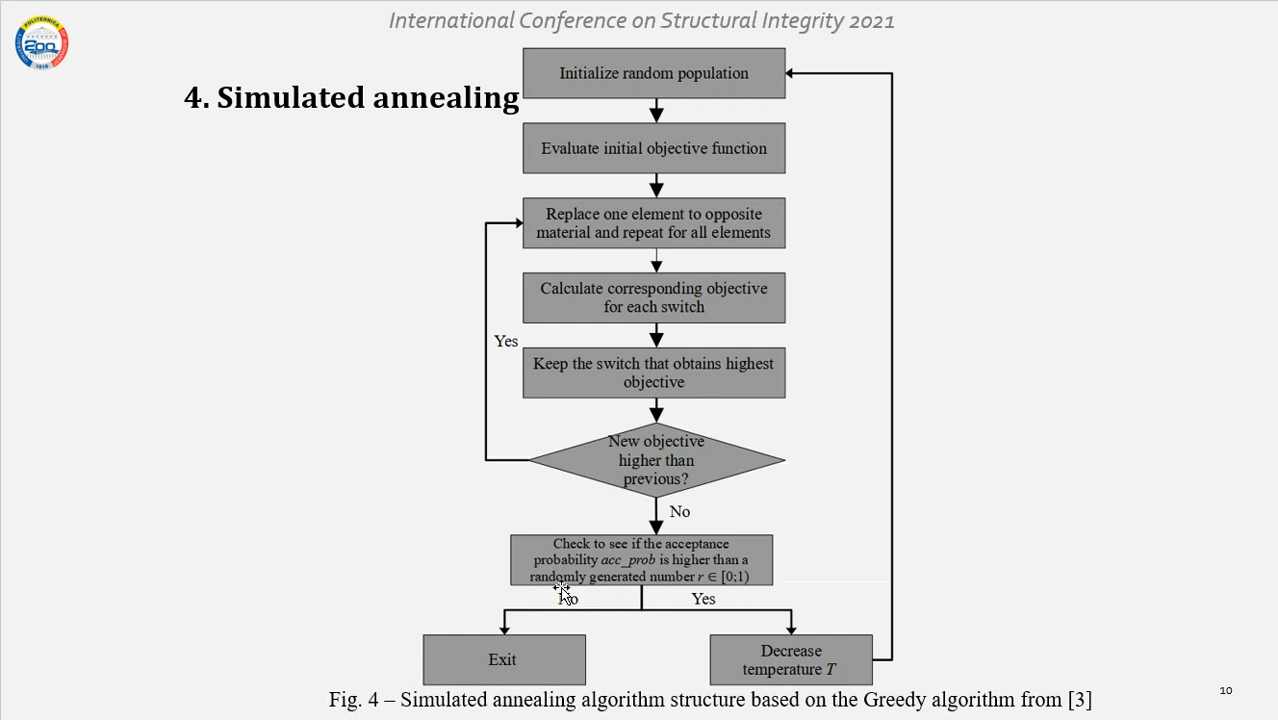 International Conference on Structural Integrity 2021
POLITEHNICA
200
4. Simulated annealing
Initialize random population
Evaluate initial objective function
Replace one element to opposite
material and repeat for all elements
Calculate corresponding objective
for each switch
Yes
Keep the switch that obtains highest
objective
New objective
higher than
previous?
No
Check to see if the acceptance
probability acc_prob is higher than a
randomly generated number r ∈ [0;1)
No
Yes
Exit
Decrease
temperature T
Fig. 4 – Simulated annealing algorithm structure based on the Greedy algorithm from [3]
10